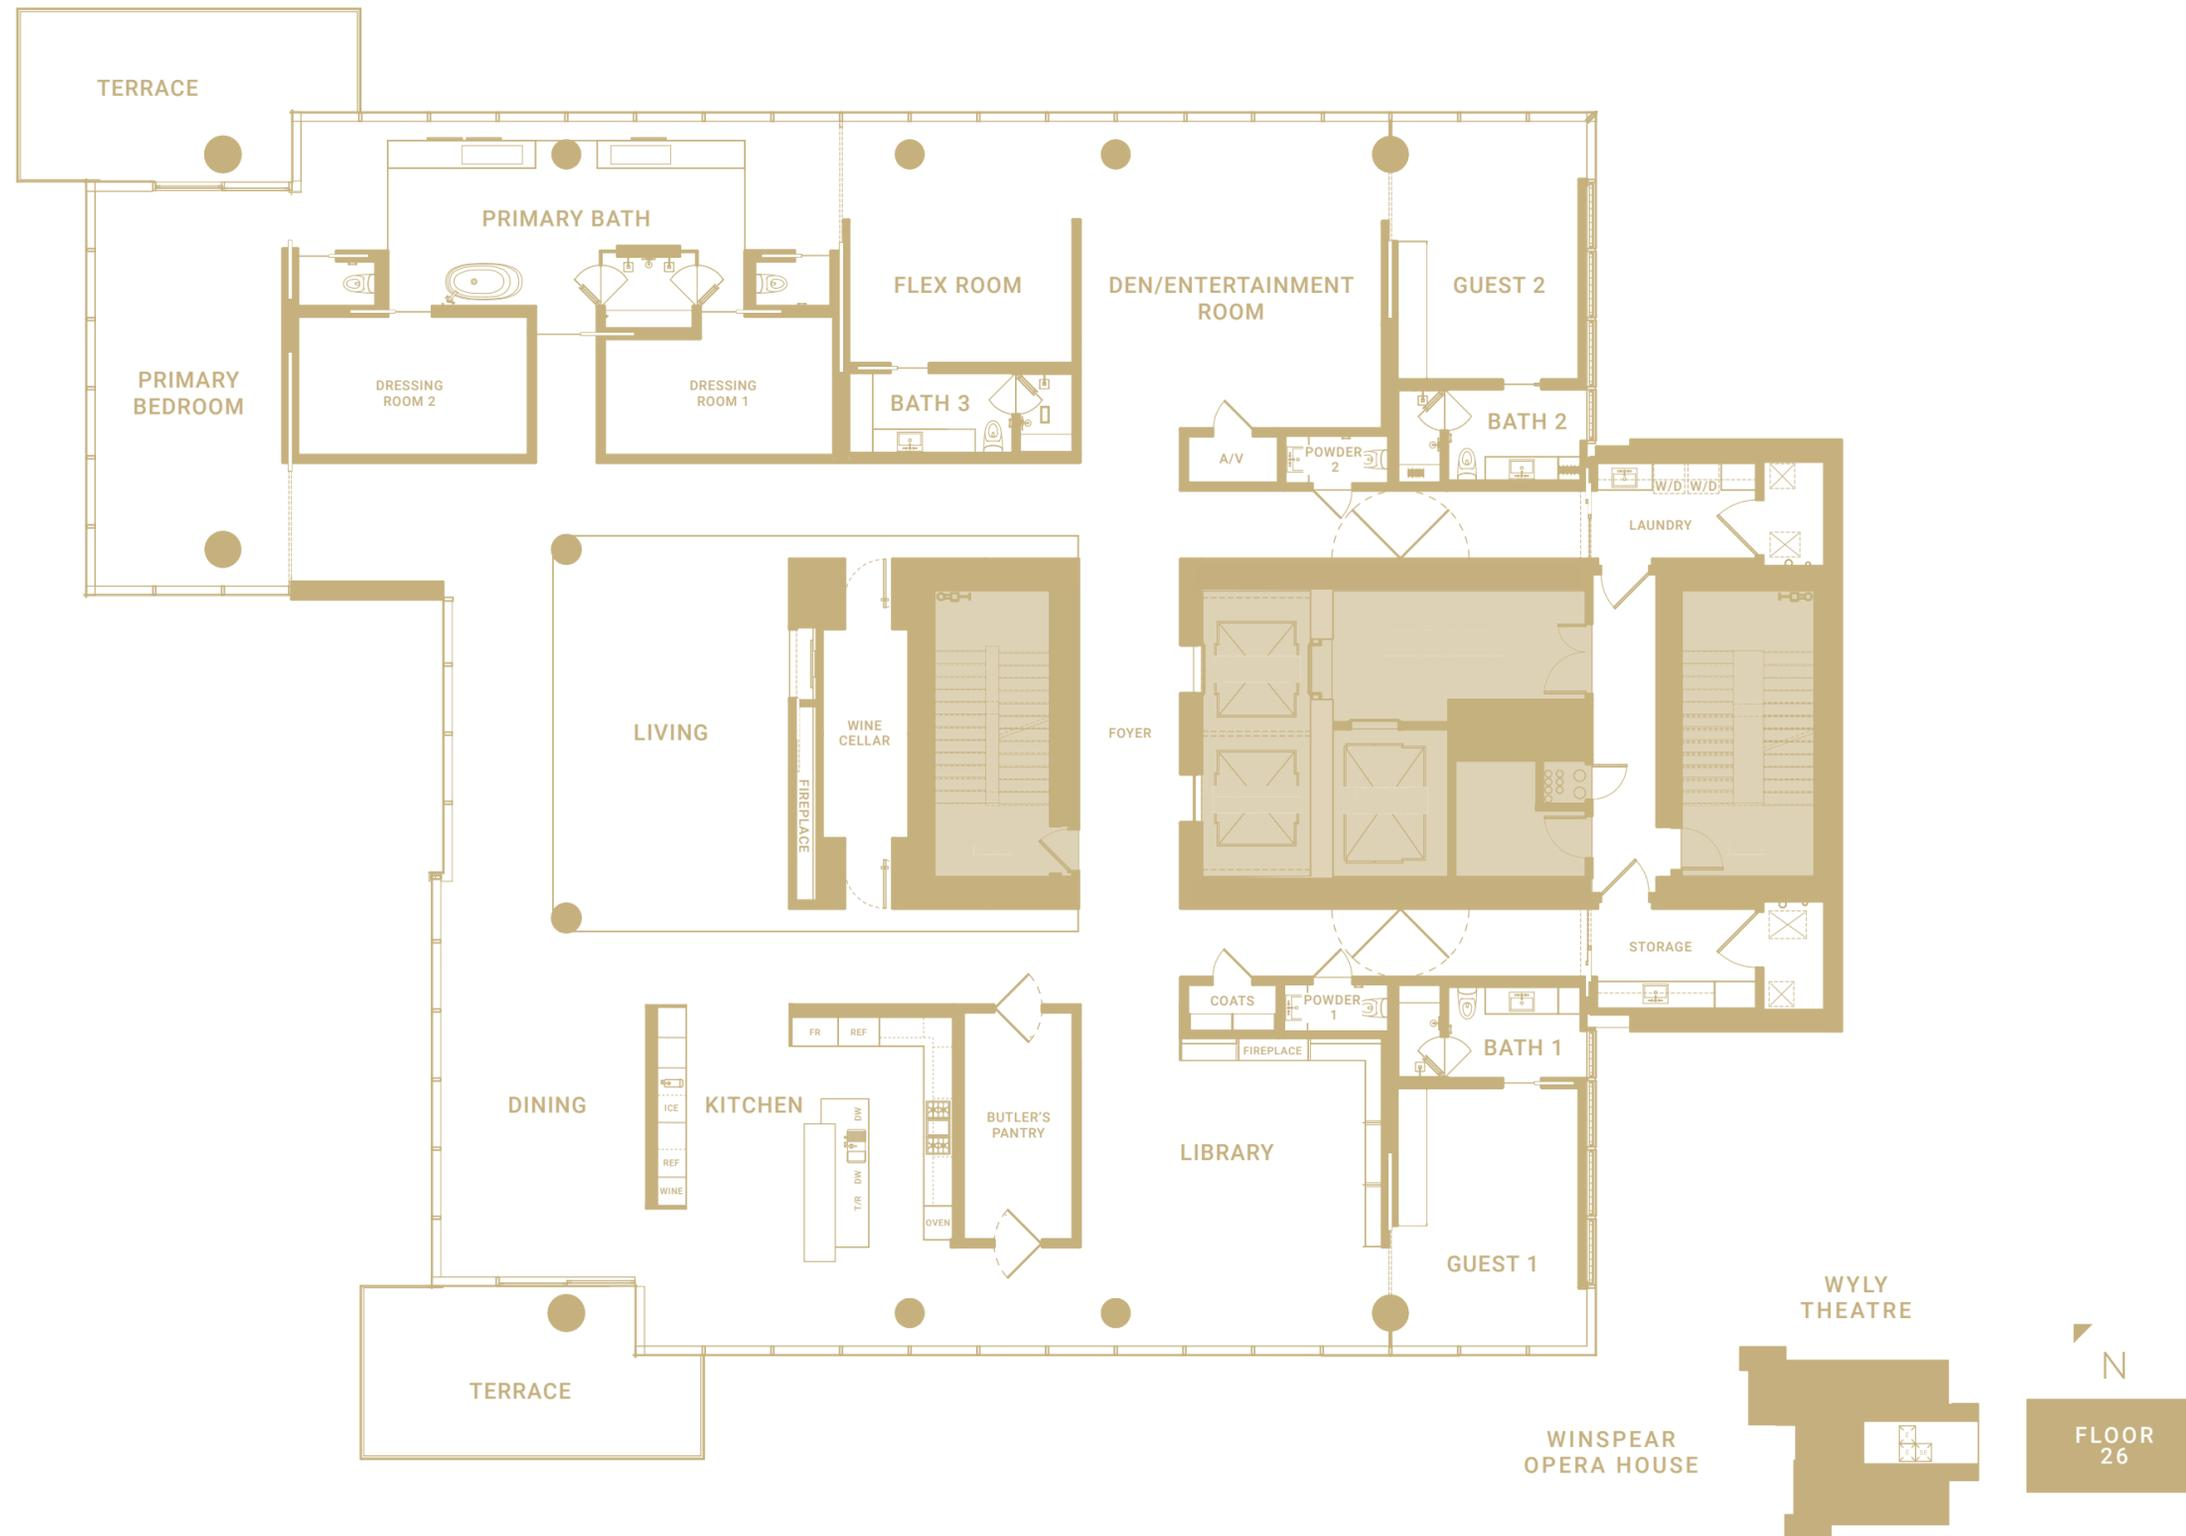 TERRACE
PRIMARY BATH
FLEX ROOM
DEN/ENTERTAINMENT
ROOM
GUEST 2
PRIMARY
BEDROOM
DRESSING
ROOM 2
DRESSING
ROOM 1
BATH 3
BATH 2
A/V
POWDER
2
W/D
W/D
LAUNDRY
LIVING
FIREPLACE
WINE
CELLAR
FOYER
STORAGE
COATS
POWDER
1
BATH 1
FR
REF
FIREPLACE
DINING
ICE
REF
WINE
KITCHEN
DW
DW
T/R
OVEN
BUTLER'S
PANTRY
LIBRARY
GUEST 1
TERRACE
WYLY
THEATRE
N
WINSPEAR
OPERA HOUSE
FLOOR
26